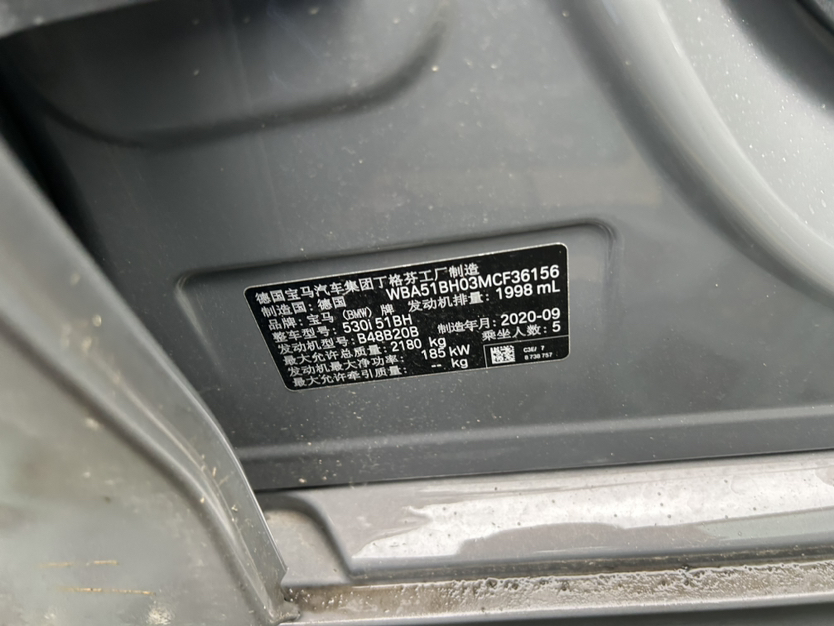 德国宝马汽车集团丁格芬工厂制造
制造国: 德国 WBA51BH03MCF36156
品牌: 宝马 (BMW) 牌 发动机排量: 1998 mL
整车型号: 530i 51BH
发动机型号: B48B20B 制造年月: 2020-09
最大允许总质量: 2180 kg 乘坐人数: 5
发动机最大净功率: 185 kW
最大允许牵引质量: -- kg
8 738 757